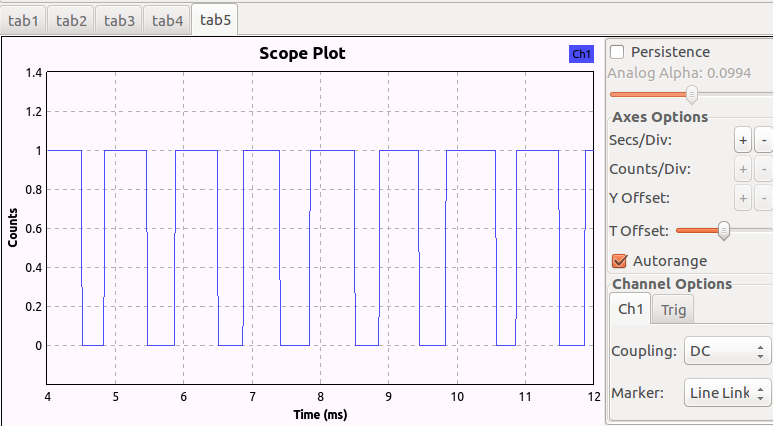 tab1 tab2 tab3 tab4 tab5
Scope Plot
Ch1
1.4
1.2
1
0.8
0.6
0.4
0.2
0
Counts
4 5 6 7 8 9 10 11 12
Time (ms)
Persistence
Analog Alpha: 0.0994
Axes Options
Secs/Div: + -
Counts/Div: + -
Y Offset: + -
T Offset:
Autorange
Channel Options
Ch1 Trig
Coupling: DC
Marker: Line Link